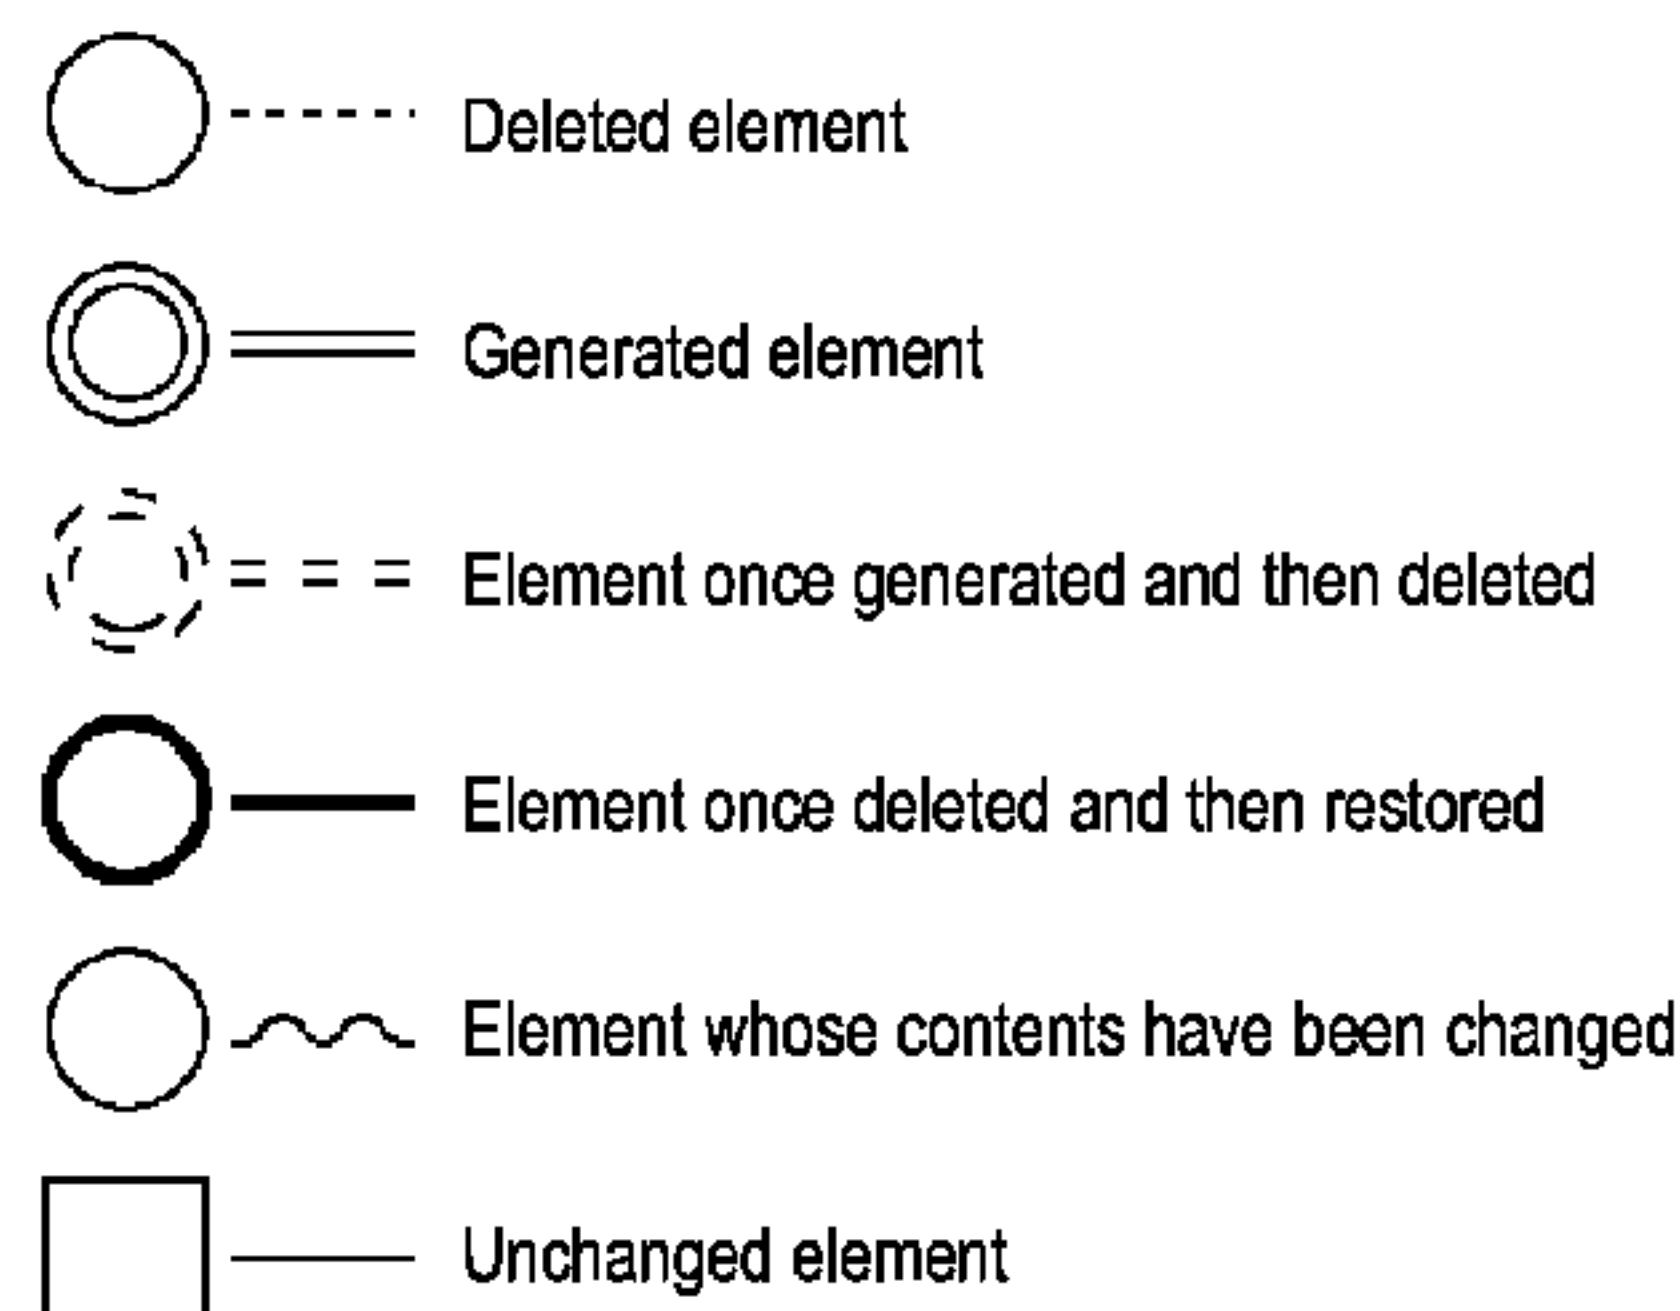 Deleted element
Generated element
Element once generated and then deleted
Element once deleted and then restored
Element whose contents have been changed
Unchanged element